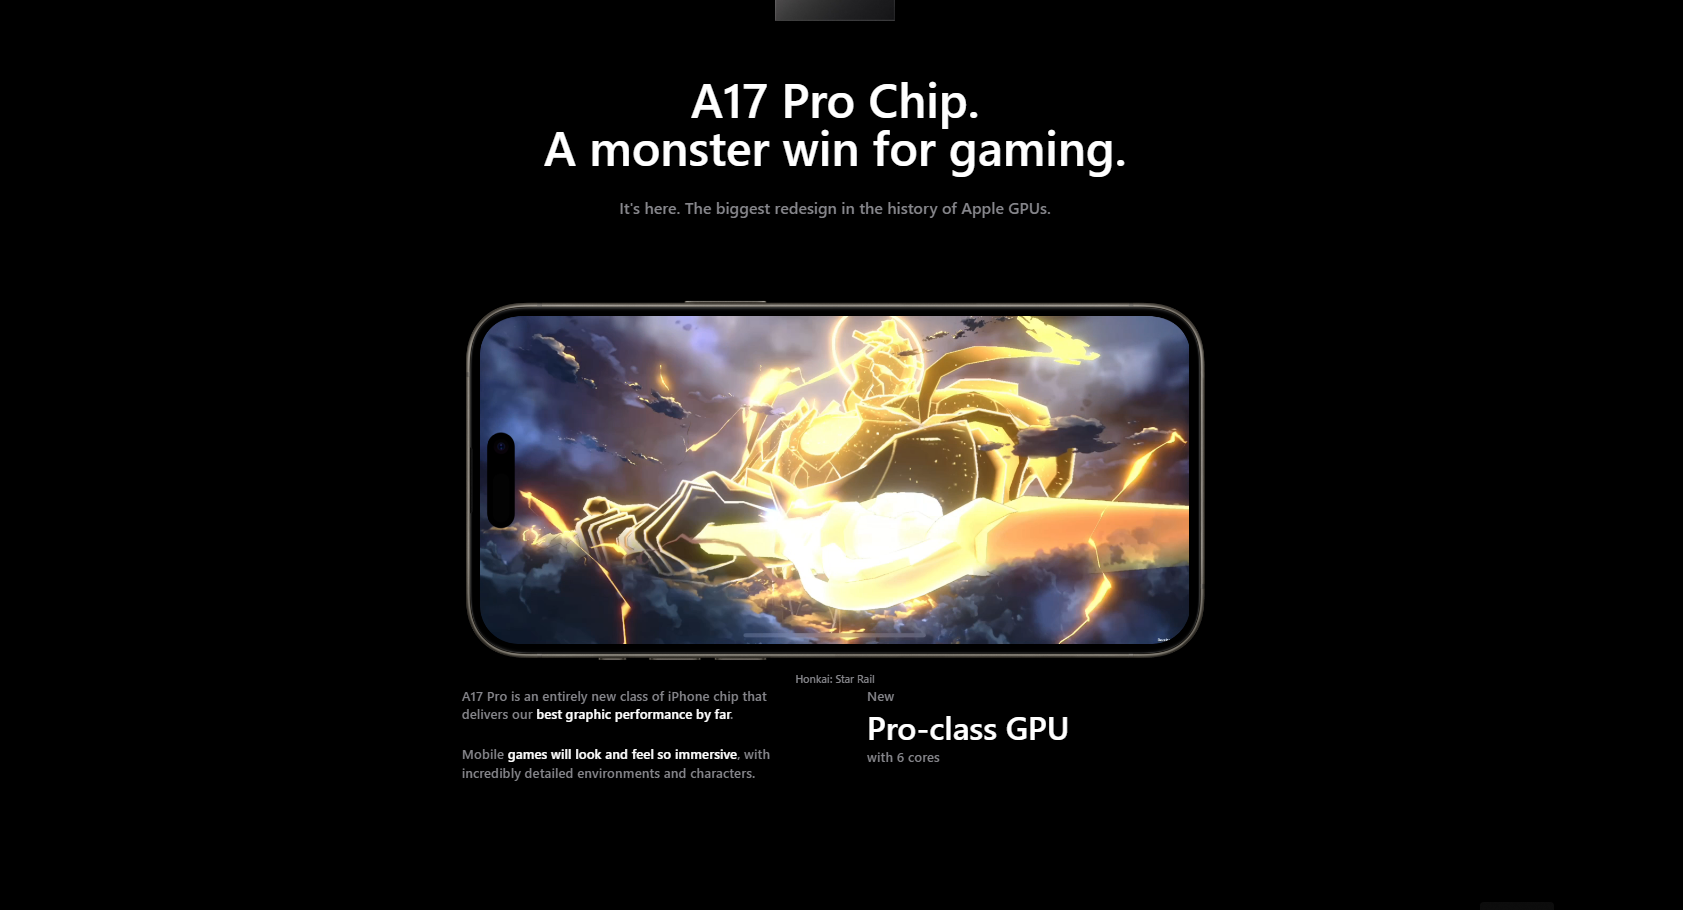 A17 Pro Chip.
A monster win for gaming.
It's here. The biggest redesign in the history of Apple GPUs.
Honkai: Star Rail
A17 Pro is an entirely new class of iPhone chip that
delivers our best graphic performance by far.
Mobile games will look and feel so immersive, with
incredibly detailed environments and characters.
New
Pro-class GPU
with 6 cores